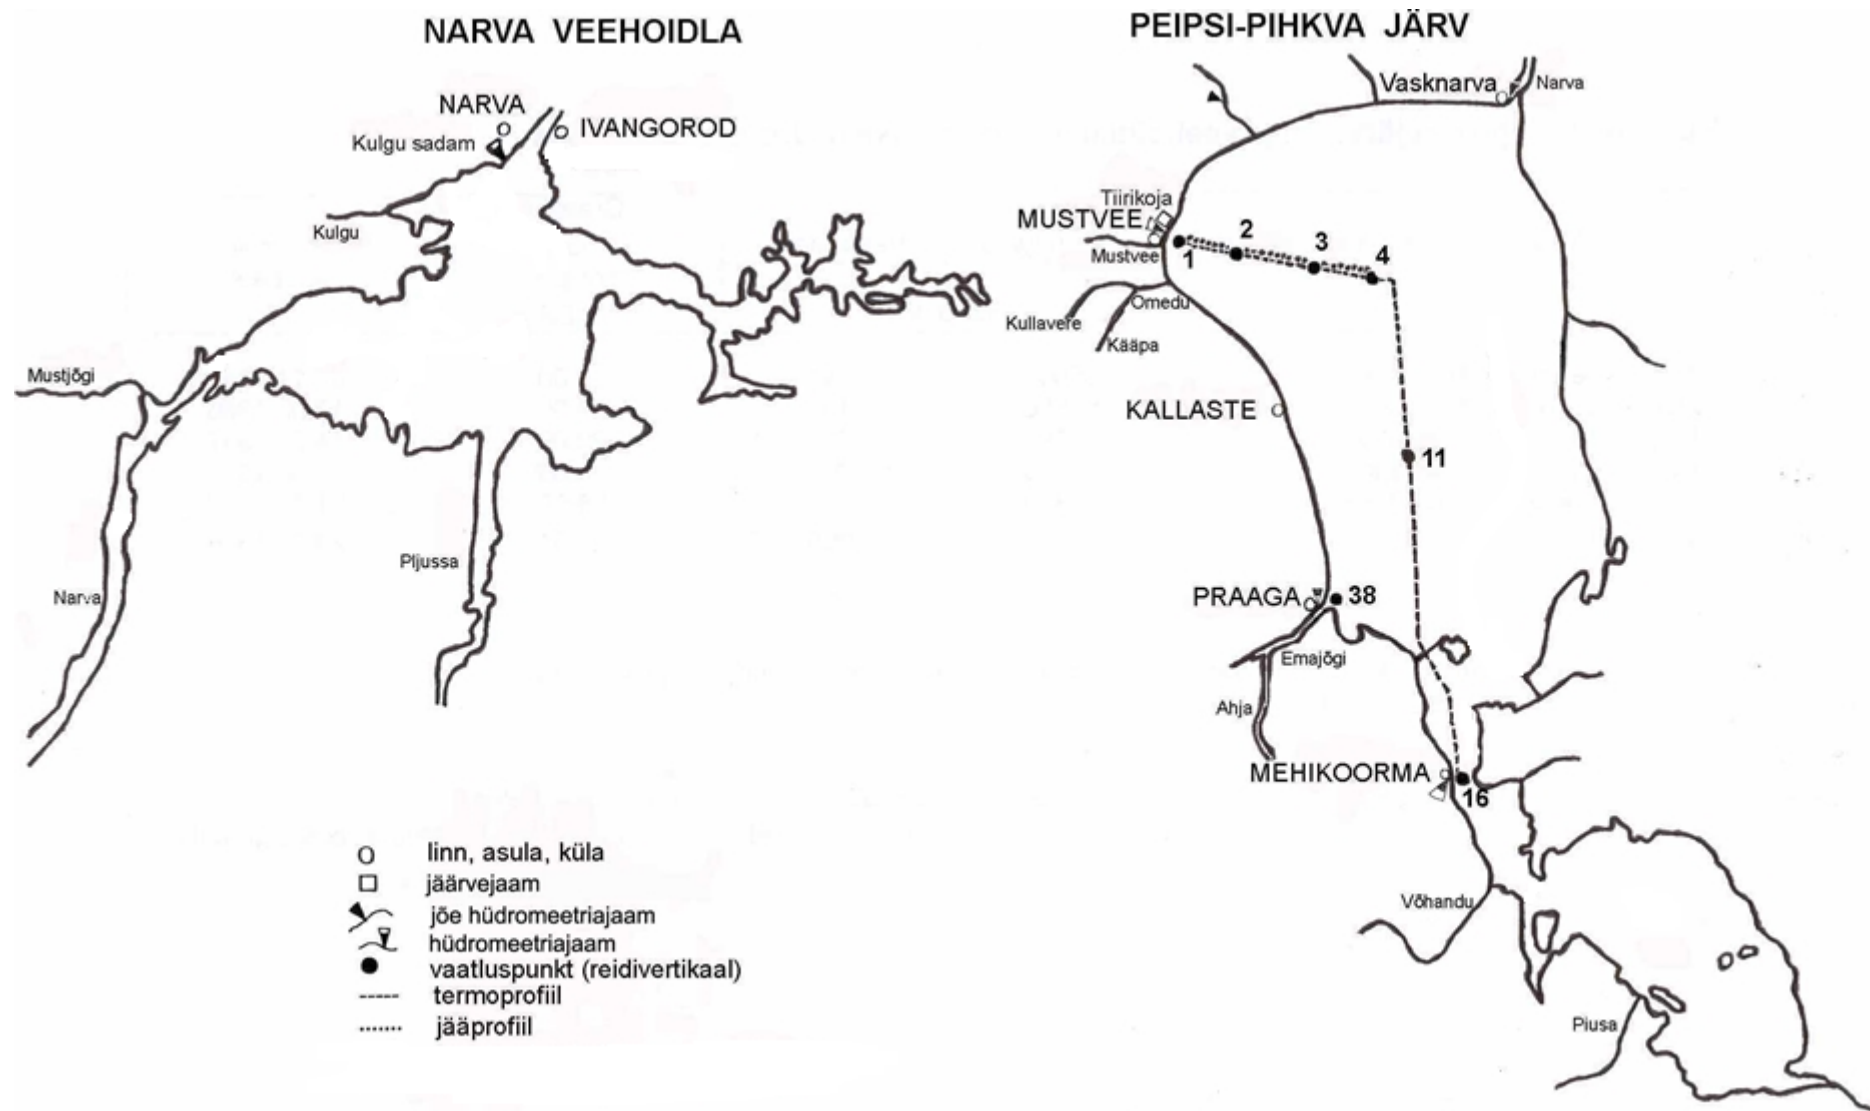 NARVA VEEHOIDLA
NARVA
IVANGOROD
Kulgu sadam
Kulgu
Mustjõgi
Pljussa
Narva
linn, asula, küla
jäärvejaam
jõe hüdromeetriajaam
hüdromeetriajaam
vaatluspunkt (reidivertikaal)
termoprofiil
jääprofiil
PEIPSI-PIHKVA JÄRV
Vasknarva
Narva
Tiirikoja
MUSTVEE
Mustvee
1
2
3
4
Omedu
Kullavere
Kääpa
KALLASTE
11
PRAAGA
38
Emajõgi
Ahja
MEHIKOORMA
16
Võhandu
Piusa